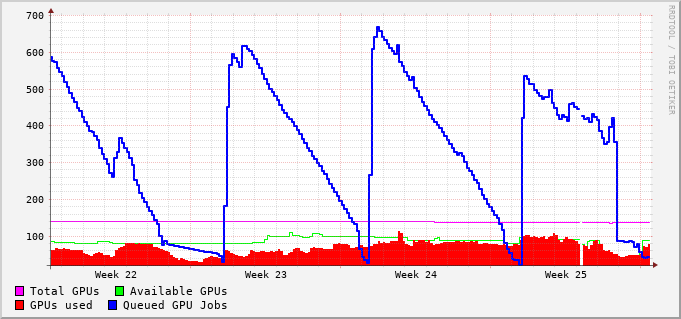 700
600
500
400
300
200
100
Week 22 Week 23 Week 24 Week 25
Total GPUs Available GPUs
GPUs used Queued GPU Jobs
RRDTOOL / TOBI OETIKER